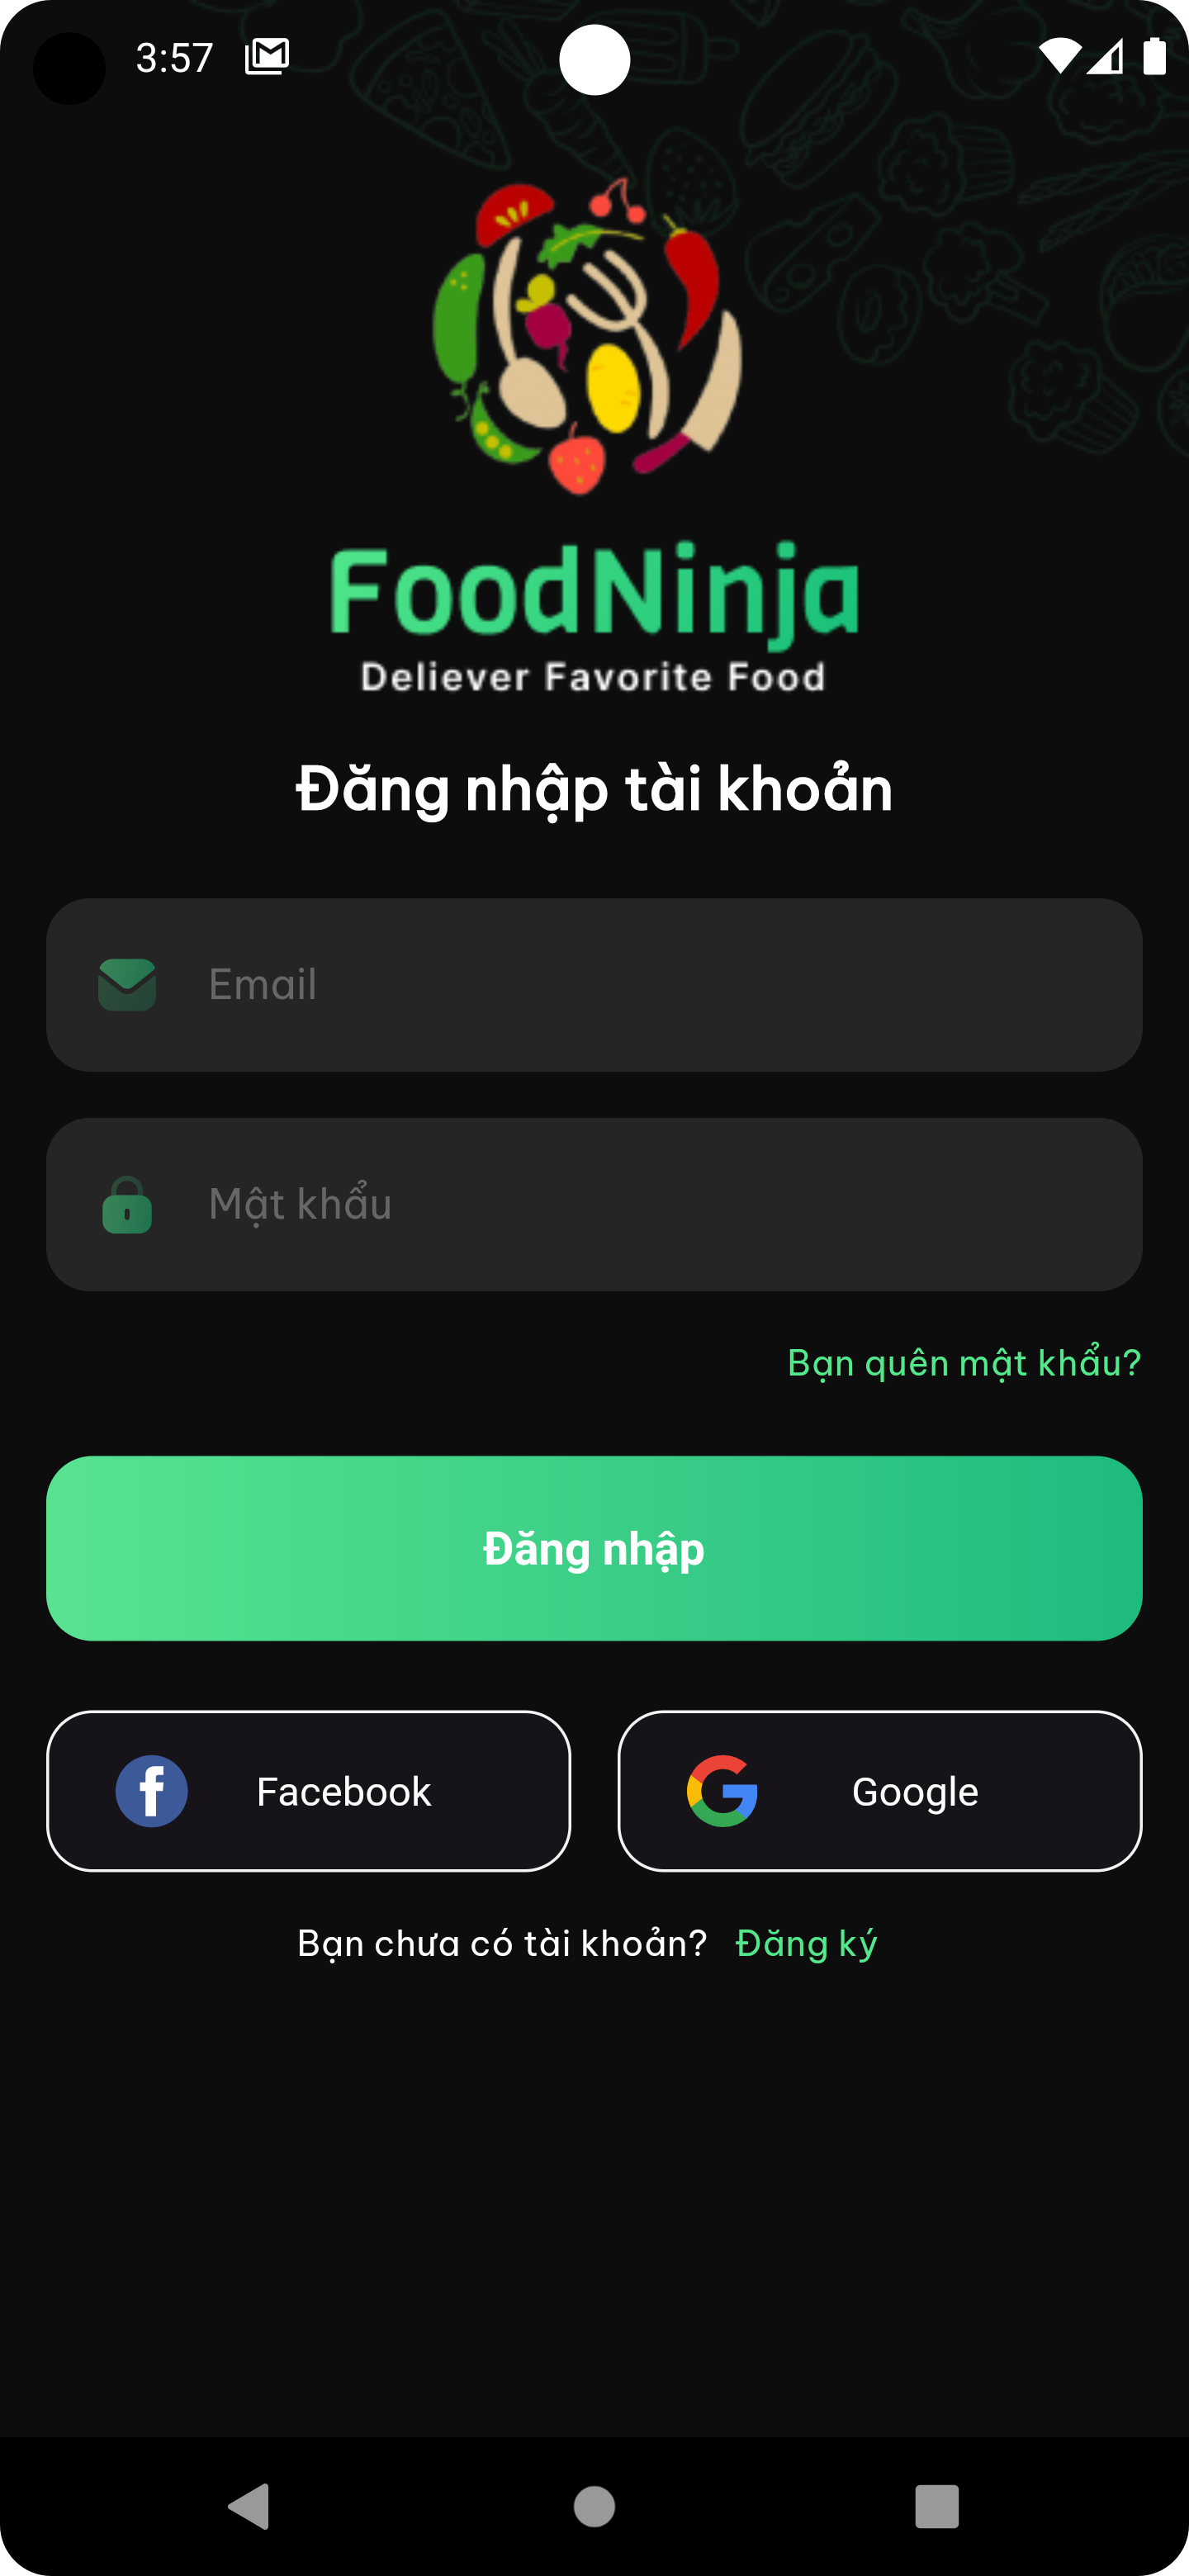 3:57
FoodNinja
Deliever Favorite Food
Đăng nhập tài khoản
Email
Mật khẩu
Bạn quên mật khẩu?
Đăng nhập
Facebook Google
Bạn chưa có tài khoản? Đăng ký